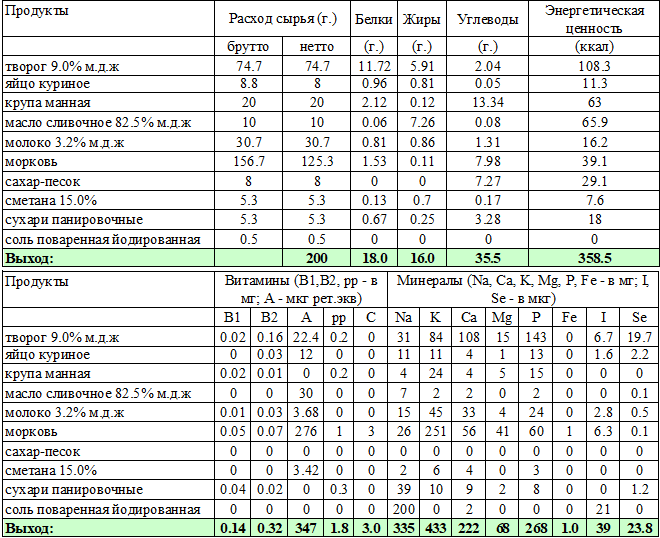 Продукты Расход сырья (г.) Белки Жиры Углеводы Энергетическая ценность
брутто нетто (г.) (г.) (г.) (ккал)
творог 9.0% м.д.ж 74.7 74.7 11.72 5.91 2.04 108.3
яйцо куриное 8.8 8 0.96 0.81 0.05 11.3
крупа манная 20 20 2.12 0.12 13.34 63
масло сливочное 82.5% м.д.ж 10 10 0.06 7.26 0.08 65.9
молоко 3.2% м.д.ж 30.7 30.7 0.81 0.86 1.31 16.2
морковь 156.7 125.3 1.53 0.11 7.98 39.1
сахар-песок 8 8 0 0 7.27 29.1
сметана 15.0% 5.3 5.3 0.13 0.7 0.17 7.6
сухари панировочные 5.3 5.3 0.67 0.25 3.28 18
соль поваренная йодированная 0.5 0.5 0 0 0 0
Выход: 200 18.0 16.0 35.5 358.5
Продукты Витамины (B1,B2, pp - в мг; A - мкг рет.экв) Минералы (Na, Ca, K, Mg, P, Fe - в мг; I, Se - в мкг)
B1 B2 A pp C Na K Ca Mg P Fe I Se
творог 9.0% м.д.ж 0.02 0.16 22.4 0.2 0 31 84 108 15 143 0 6.7 19.7
яйцо куриное 0 0.03 12 0 0 11 11 4 1 13 0 1.6 2.2
крупа манная 0.02 0.01 0 0.2 0 4 24 4 5 15 0 0 0
масло сливочное 82.5% м.д.ж 0 0 30 0 0 7 2 2 0 2 0 0 0.1
молоко 3.2% м.д.ж 0.01 0.03 3.68 0 0 15 45 33 4 24 0 2.8 0.5
морковь 0.05 0.07 276 1 3 26 251 56 41 60 1 6.3 0.1
сахар-песок 0 0 0 0 0 0 0 0 0 0 0 0 0
сметана 15.0% 0 0 3.42 0 0 2 6 4 0 3 0 0 0
сухари панировочные 0.04 0.02 0 0.3 0 39 10 9 2 8 0 0 1.2
соль поваренная йодированная 0 0 0 0 0 200 0 2 0 0 0 21 0
Выход: 0.14 0.32 347 1.8 3.0 335 433 222 68 268 1.0 39 23.8